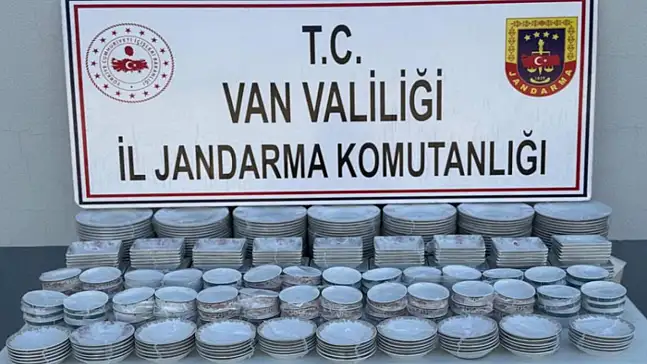 T.C.
VAN VALİLİĞİ
İL JANDARMA KOMUTANLIĞI
JANDARMA